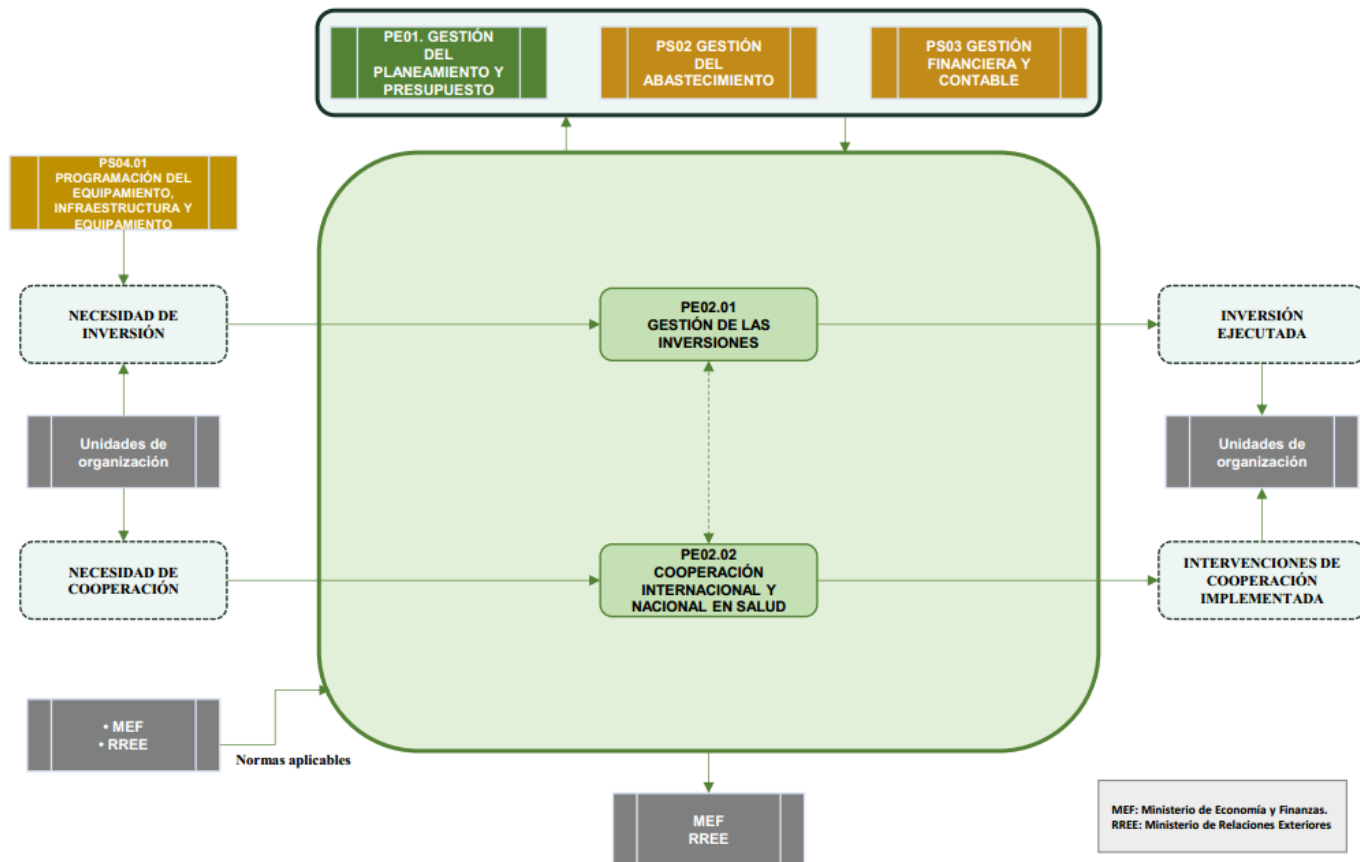 PE01. GESTIÓN
DEL
PLANEAMIENTO Y
PRESUPUESTO
PS02 GESTIÓN
DEL
ABASTECIMIENTO
PS03 GESTIÓN
FINANCIERA Y
CONTABLE
PS04.01
PROGRAMACIÓN DEL
EQUIPAMIENTO,
INFRAESTRUCTURA Y
EQUIPAMIENTO
NECESIDAD DE
INVERSIÓN
PE02.01
GESTIÓN DE LAS
INVERSIONES
INVERSIÓN
EJECUTADA
Unidades de
organización
Unidades de
organización
NECESIDAD DE
COOPERACIÓN
PE02.02
COOPERACIÓN
INTERNACIONAL Y
NACIONAL EN SALUD
INTERVENCIONES DE
COOPERACIÓN
IMPLEMENTADA
• MEF
• RREE
Normas aplicables
MEF
RREE
MEF: Ministerio de Economía y Finanzas.
RREE: Ministerio de Relaciones Exteriores